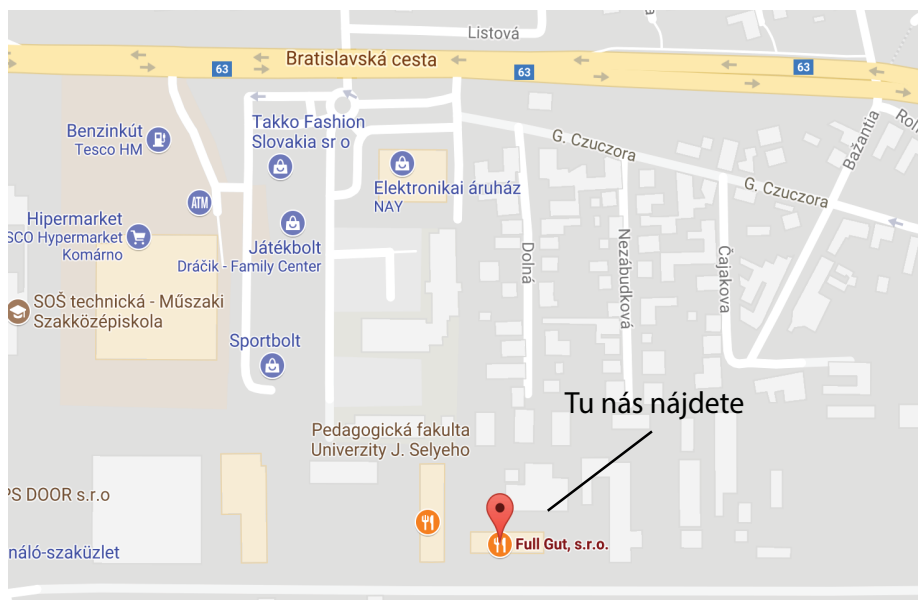 Listová
Bratislavská cesta
63
63
63
Benzinkút
Tesco HM
Takko Fashion
Slovakia sr o
Elektronikai áruház
NAY
G. Czuczora
G. Czuczora
Bažantia
Roľ
ATM
Hipermarket
SCO Hypermarket
Komárno
Játékbolt
Dráčik - Family Center
Dolná
Nezábudková
Čajakova
SOŠ technická - Műszaki
Szakközépiskola
Sportbolt
Tu nás nájdete
Pedagogická fakulta
Univerzity J. Selyeho
PS DOOR s.r.o
Full Gut, s.r.o.
náló-szaküzlet